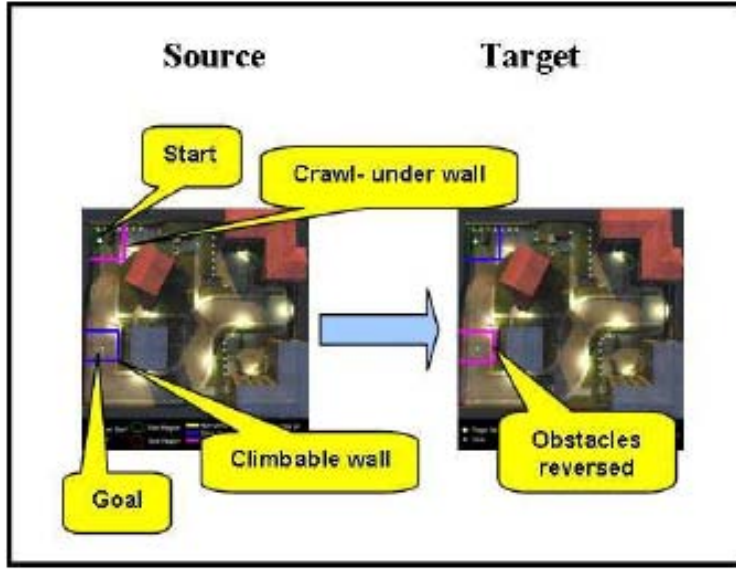 Source
Target
Start
Crawl- under wall
Climbable wall
Goal
Obstacles
reversed